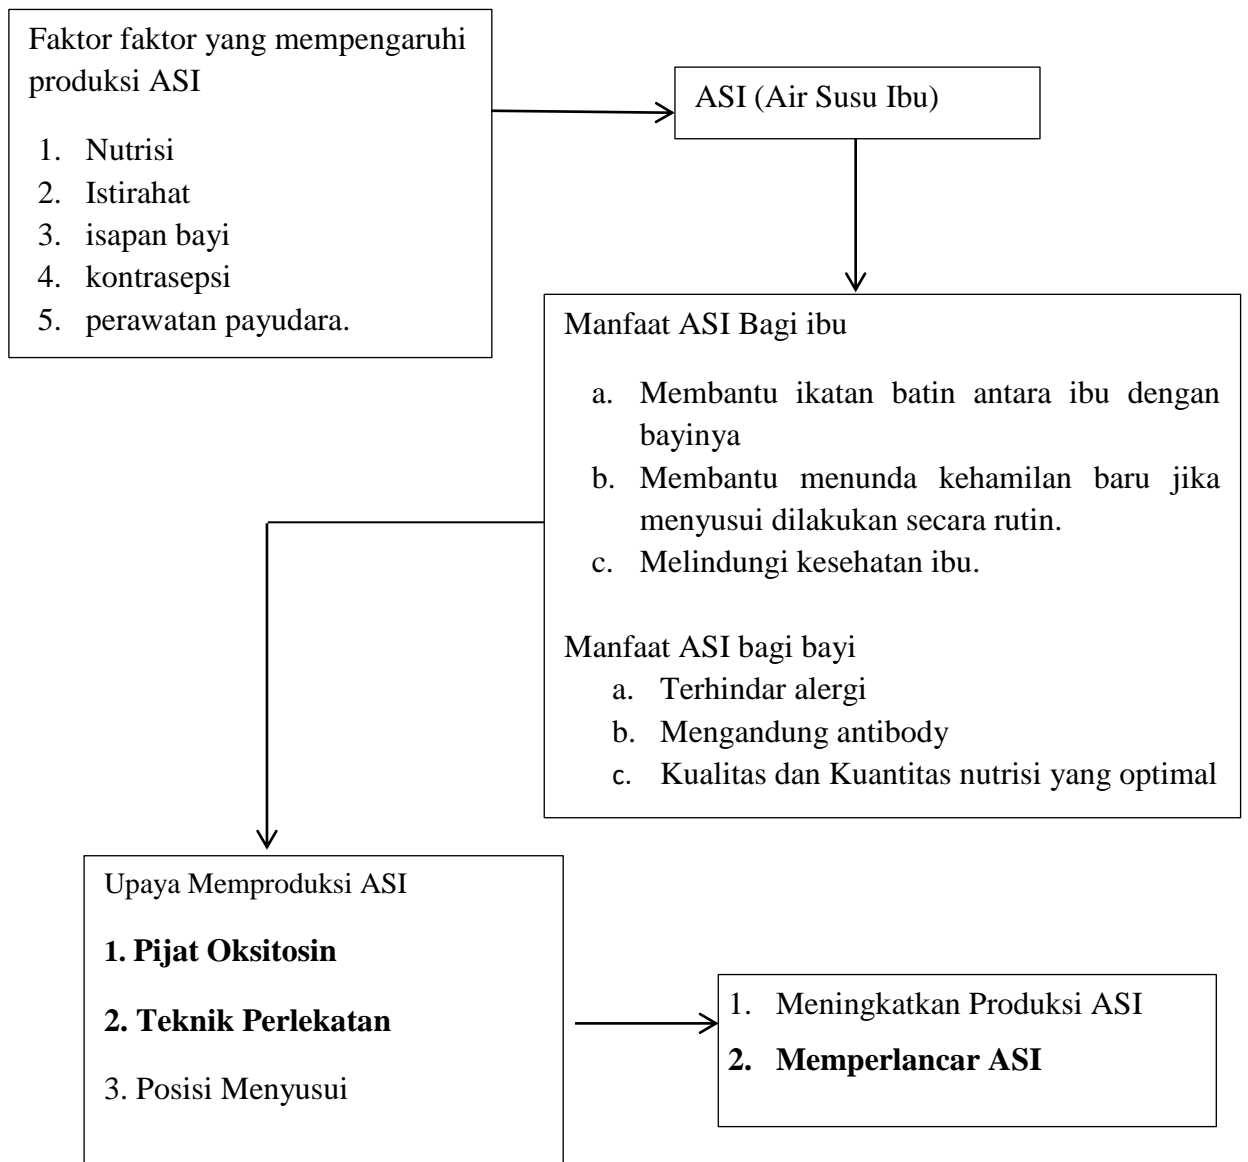 Faktor faktor yang mempengaruhi
produksi ASI
1. Nutrisi
2. Istirahat
3. isapan bayi
4. kontrasepsi
5. perawatan payudara.
ASI (Air Susu Ibu)
Manfaat ASI Bagi ibu
a. Membantu ikatan batin antara ibu dengan
bayinya
b. Membantu menunda kehamilan baru jika
menyusui dilakukan secara rutin.
c. Melindungi kesehatan ibu.
Manfaat ASI bagi bayi
a. Terhindar alergi
b. Mengandung antibody
c. Kualitas dan Kuantitas nutrisi yang optimal
Upaya Memproduksi ASI
1. Pijat Oksitosin
2. Teknik Perlekatan
3. Posisi Menyusui
1. Meningkatkan Produksi ASI
2. Memperlancar ASI